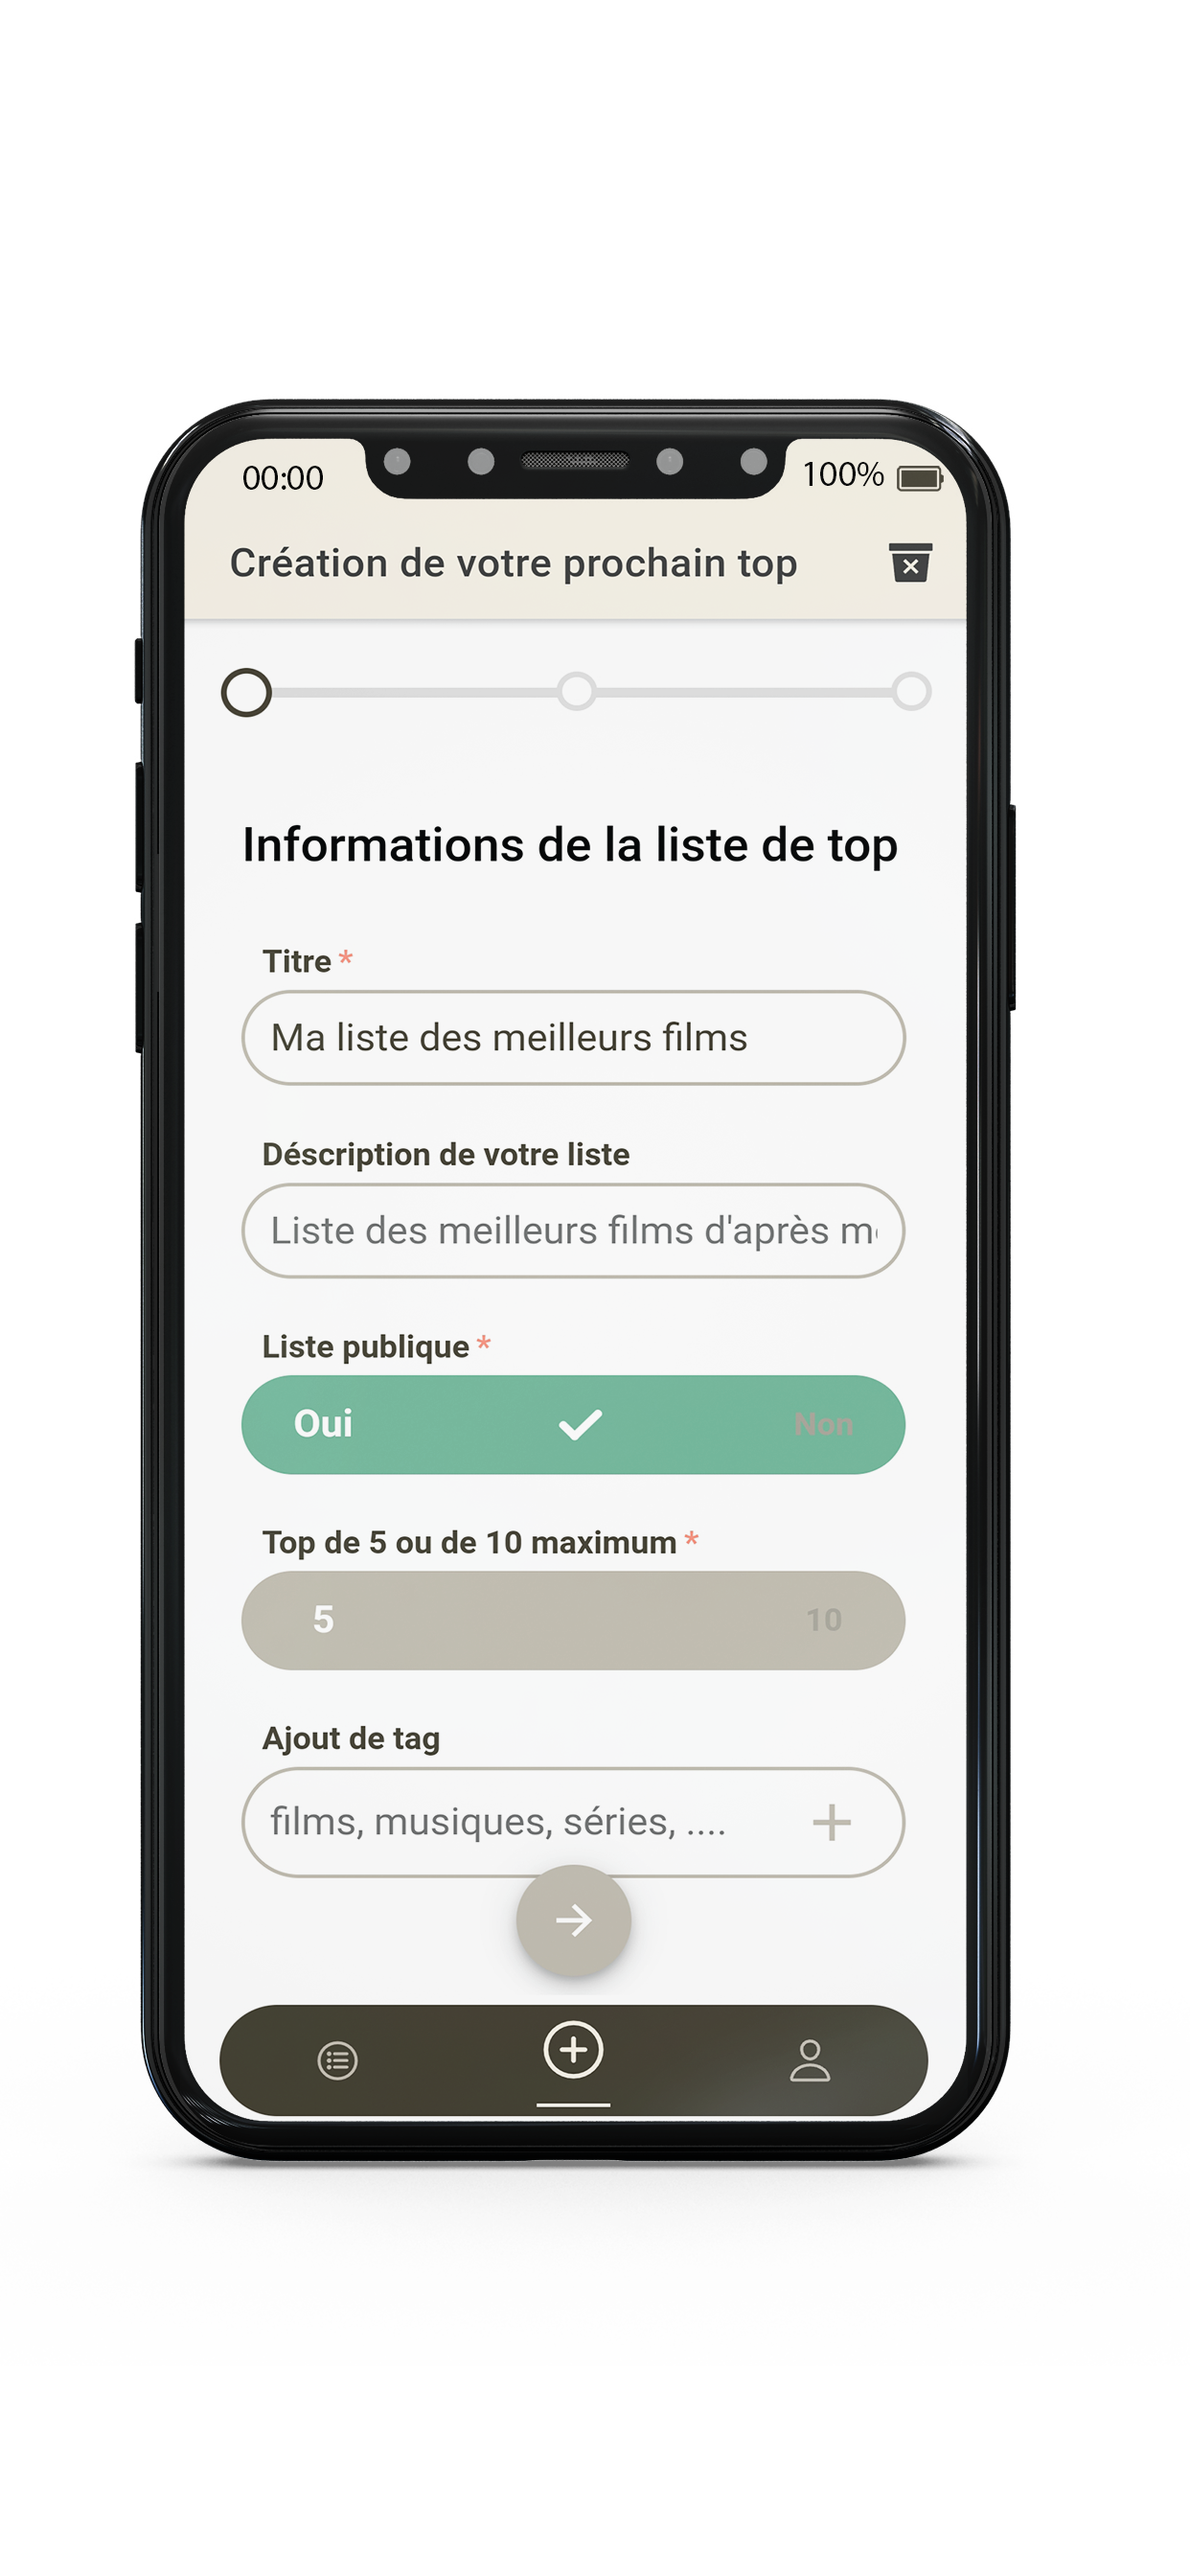 00:00 100%
Création de votre prochain top
Informations de la liste de top
Titre *
Ma liste des meilleurs films
Déscription de votre liste
Liste des meilleurs films d'après
Liste publique *
Oui Non
Top de 5 ou de 10 maximum *
5 10
Ajout de tag
films, musiques, séries, ....